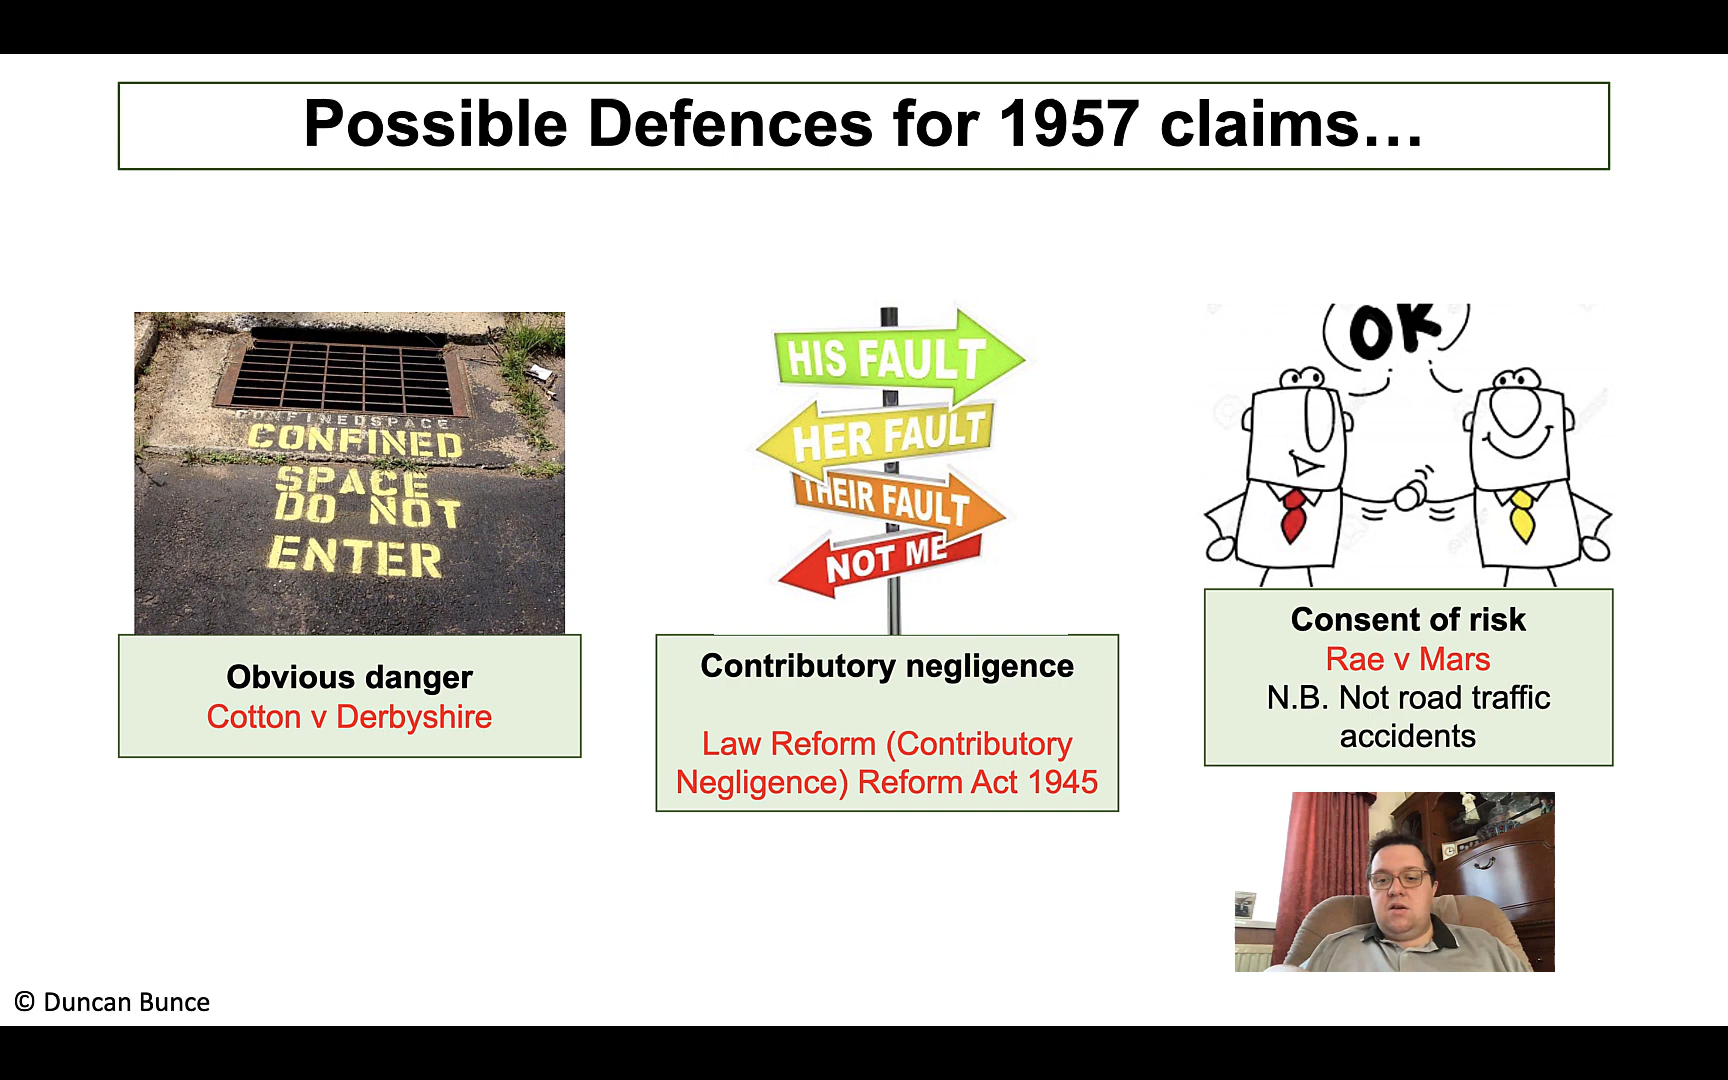 Possible Defences for 1957 claims...
CONFINEDSPACE
CONFINED
SPACE
DO NOT
ENTER
Obvious danger
Cotton v Derbyshire
HIS FAULT
HER FAULT
THEIR FAULT
NOT ME
Contributory negligence
Law Reform (Contributory
Negligence) Reform Act 1945
OK
Consent of risk
Rae v Mars
N.B. Not road traffic
accidents
© Duncan Bunce